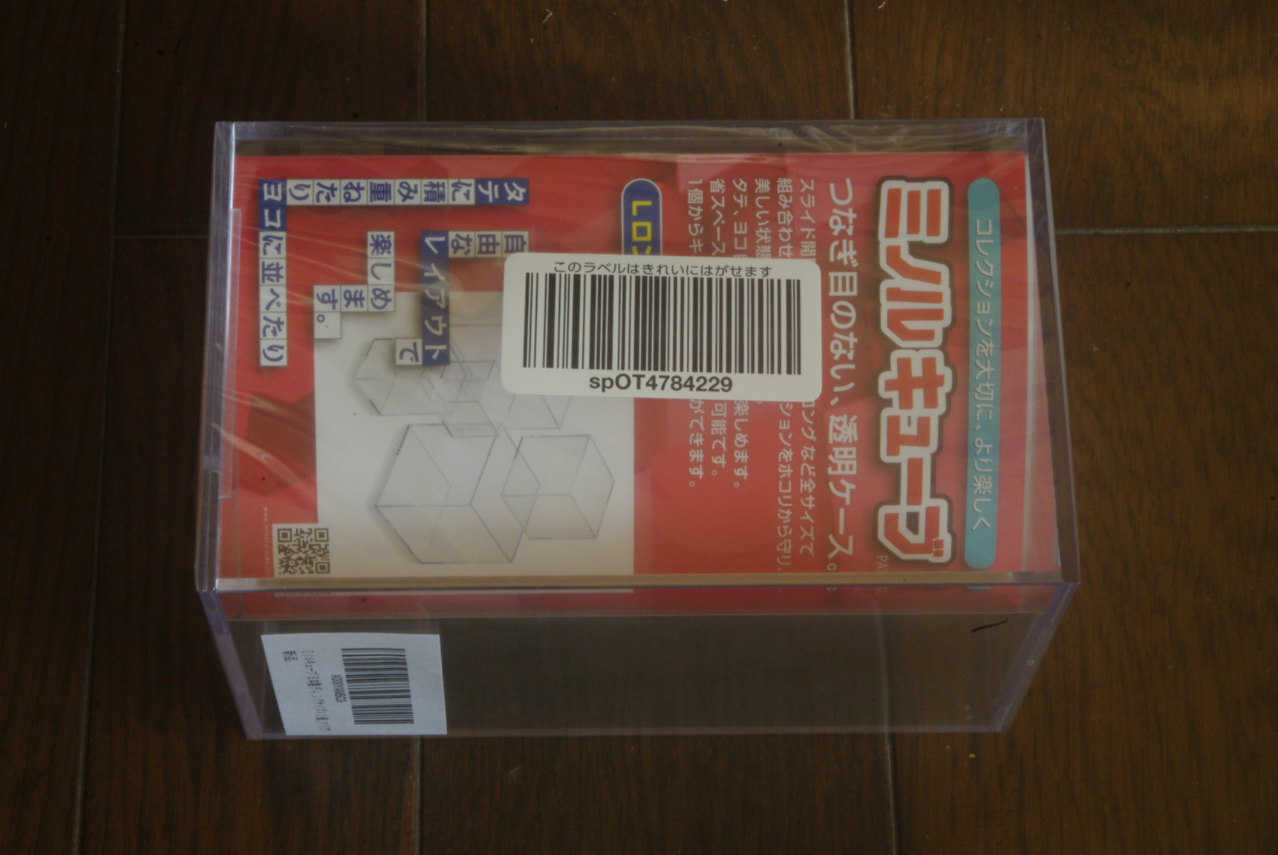 コレクションを大切に、より楽しく
ミノルキューブ
つなぎ目のない、透明ケース。
スライド開
ロングなど全サイズで
組み合わせ
ションをホコリから守り、
美しい状態
タテ、ヨコ
楽しめます。
省スペース
可能です。
1個からキ
ができます。
Lロン
このラベルはきれいにはがせます
spOT4784229
タテに積み重ねたり
ヨコに並べたり
自由な
レイアウトで
楽しめます。
新品